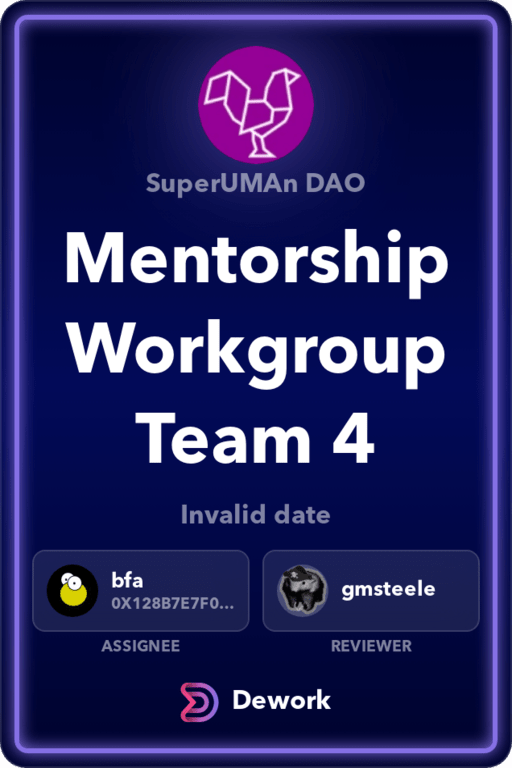 SuperUMAn DAO
Mentorship
Workgroup
Team 4
Invalid date
bfa
0X128B7E7F0...
gmsteele
ASSIGNEE
REVIEWER
Dework